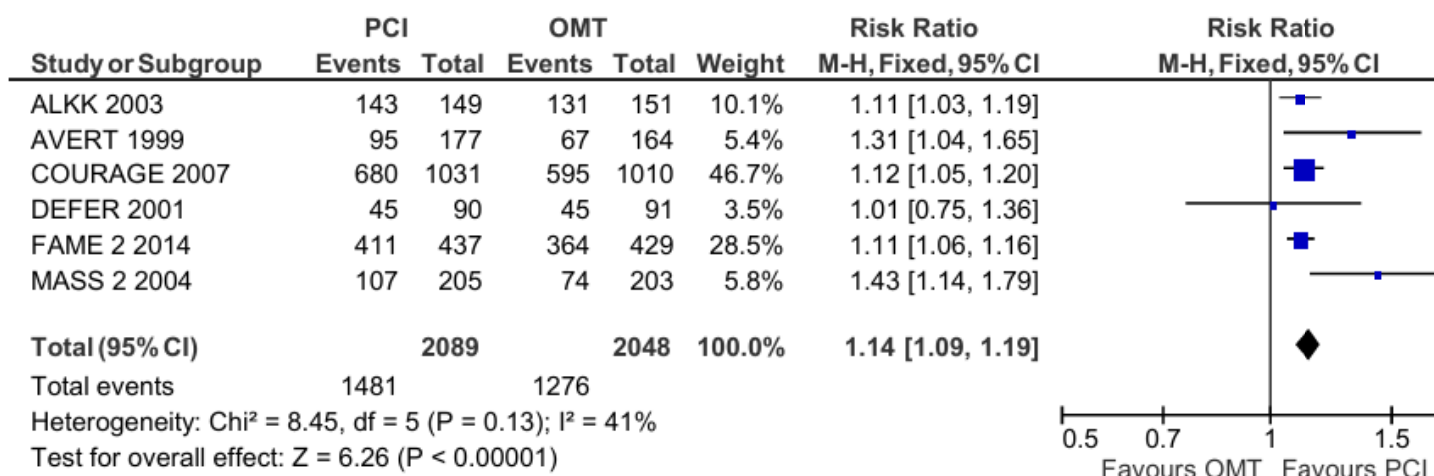 PCI OMT Risk Ratio Risk Ratio
Study or Subgroup Events Total Events Total Weight M-H, Fixed, 95% CI M-H, Fixed, 95% CI
ALKK 2003 143 149 131 151 10.1% 1.11 [1.03, 1.19]
AVERT 1999 95 177 67 164 5.4% 1.31 [1.04, 1.65]
COURAGE 2007 680 1031 595 1010 46.7% 1.12 [1.05, 1.20]
DEFER 2001 45 90 45 91 3.5% 1.01 [0.75, 1.36]
FAME 2 2014 411 437 364 429 28.5% 1.11 [1.06, 1.16]
MASS 2 2004 107 205 74 203 5.8% 1.43 [1.14, 1.79]
Total (95% CI) 2089 2048 100.0% 1.14 [1.09, 1.19]
Total events 1481 1276
Heterogeneity: Chi² = 8.45, df = 5 (P = 0.13); I² = 41%
Test for overall effect: Z = 6.26 (P < 0.00001)
0.5 0.7 1 1.5
Favours OMT Favours PCI